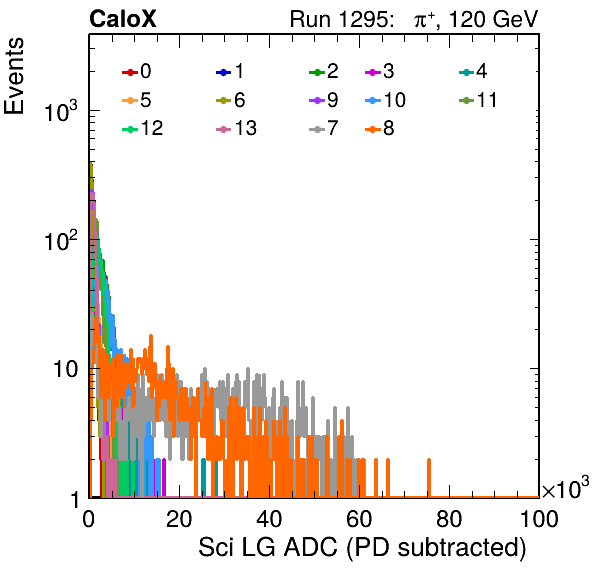 CaloX Run 1295: π⁺, 120 GeV
Events
0 1 2 3 4
5 6 9 10 11
12 13 7 8
10³
10²
10
1
0 20 40 60 80 100 ×10³
Sci LG ADC (PD subtracted)